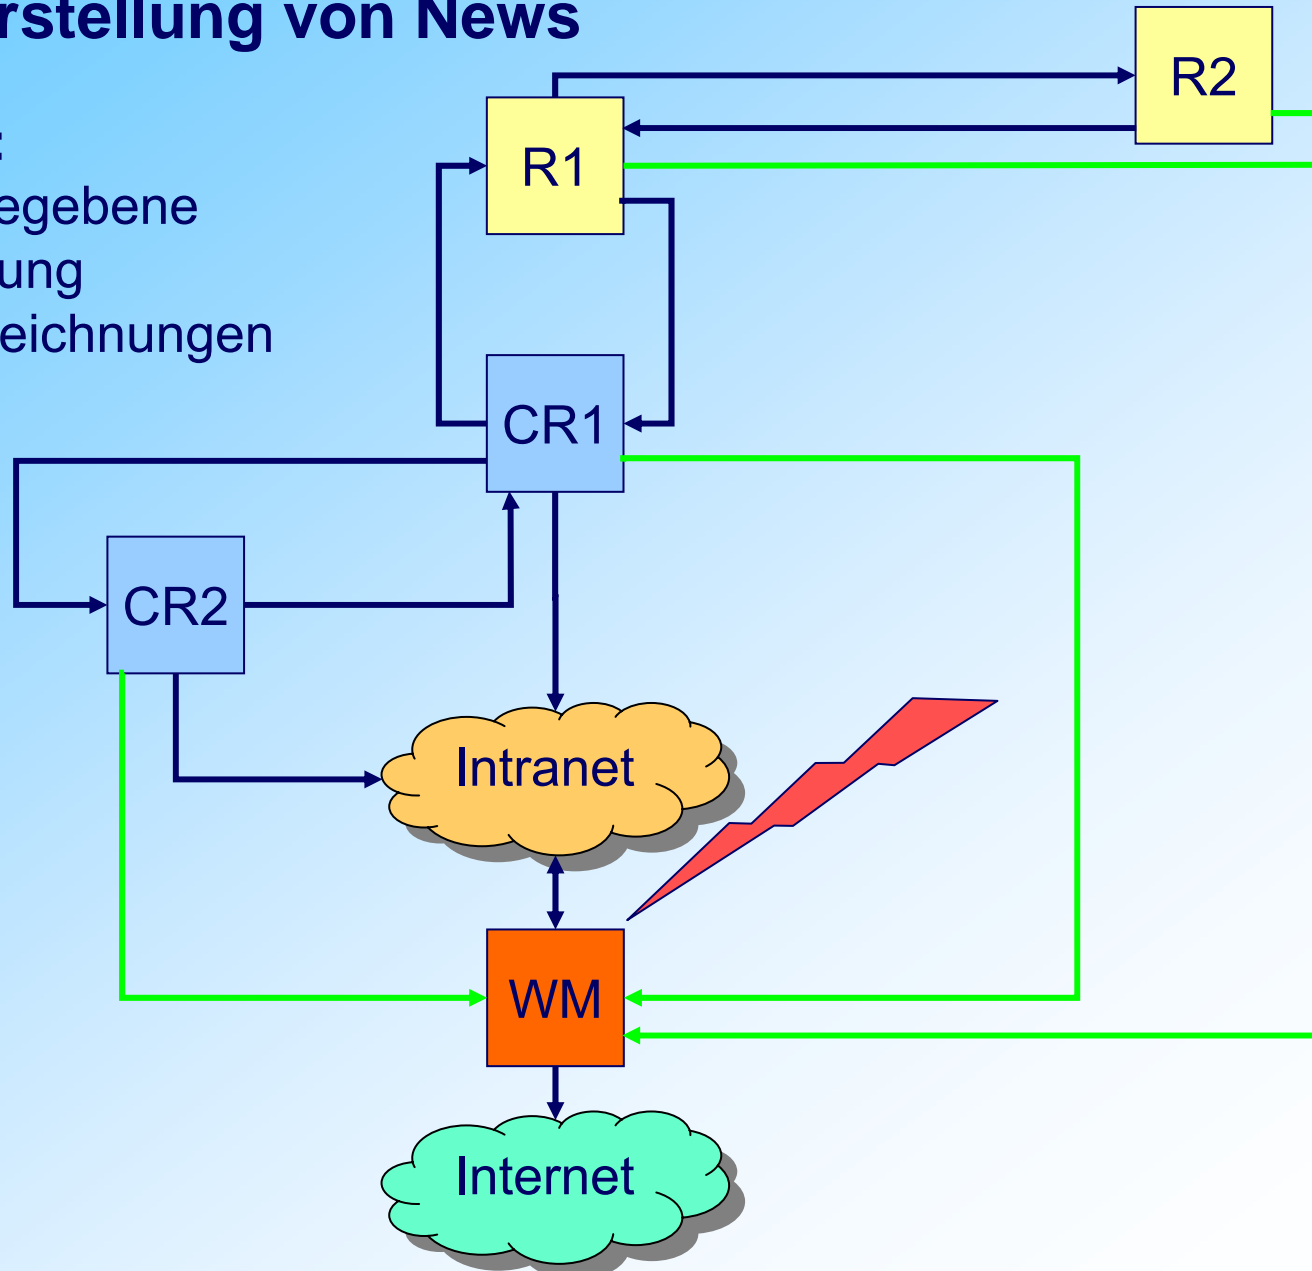 rstellung von News
:
egebene
ung
eichnungen
R2
R1
CR1
CR2
Intranet
WM
Internet